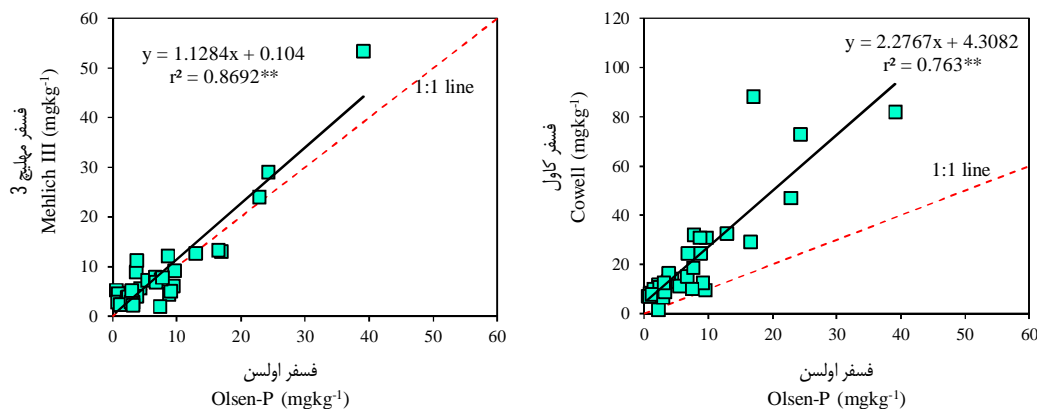 60
50
40
30
20
10
0
0 10 20 30 40 50 60
فسفر مهلیچ 3
Mehlich III (mgkg⁻¹)
y = 1.1284x + 0.104
r² = 0.8692**
1:1 line
فسفر اولسن
Olsen-P (mgkg⁻¹)
120
100
80
60
40
20
0
0 10 20 30 40 50 60
فسفر کاول
Cowell (mgkg⁻¹)
y = 2.2767x + 4.3082
r² = 0.763**
1:1 line
فسفر اولسن
Olsen-P (mgkg⁻¹)